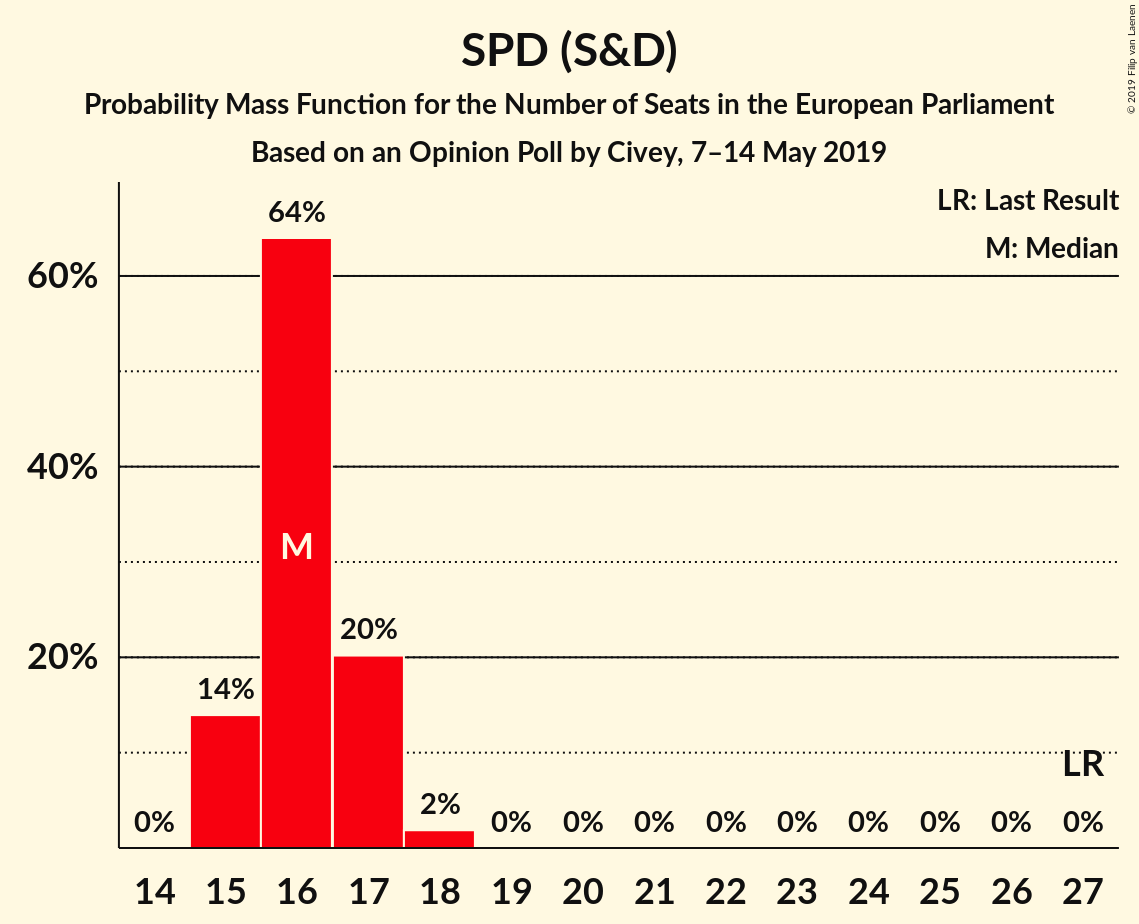 SPD (S&D)
Probability Mass Function for the Number of Seats in the European Parliament
Based on an Opinion Poll by Civey, 7–14 May 2019
© 2019 Filip van Laenen
LR: Last Result
M: Median
60%
40%
20%
0%
14%
64%
M
20%
2%
0%
0%
0%
0%
0%
0%
0%
0%
LR
0%
14 15 16 17 18 19 20 21 22 23 24 25 26 27